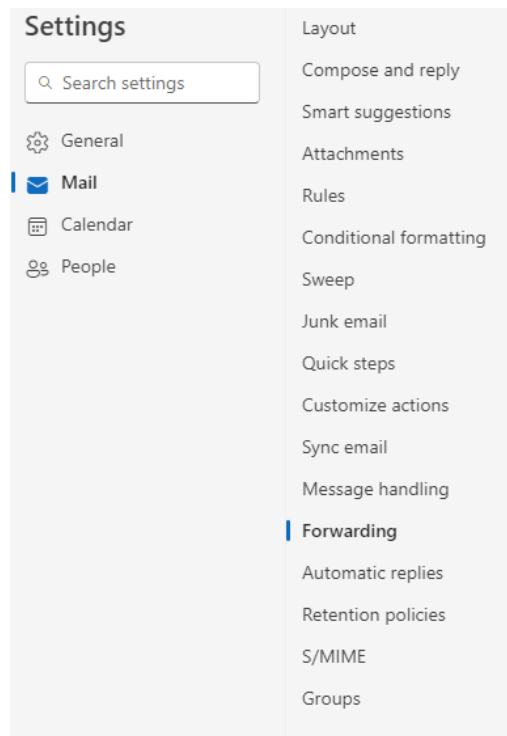 Settings
Search settings
General
Mail
Calendar
People
Layout
Compose and reply
Smart suggestions
Attachments
Rules
Conditional formatting
Sweep
Junk email
Quick steps
Customize actions
Sync email
Message handling
Forwarding
Automatic replies
Retention policies
S/MIME
Groups